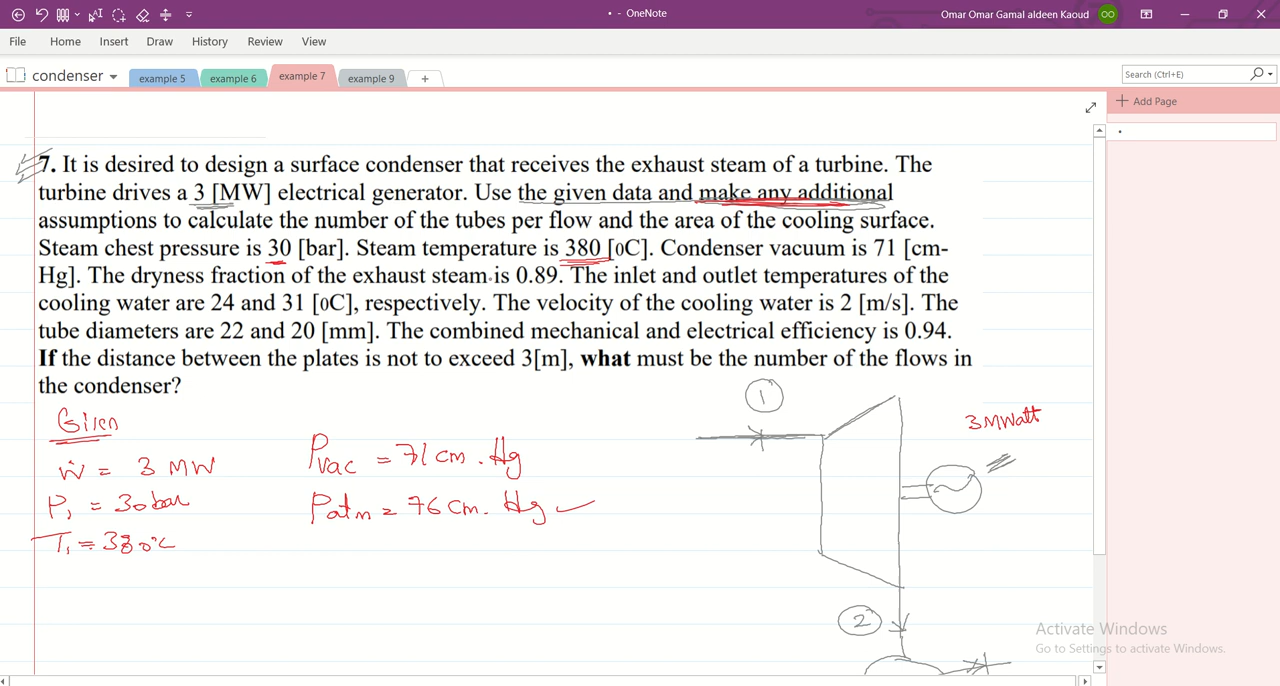 • - OneNote
Omar Omar Gamal aldeen Kaoud OO
File Home Insert Draw History Review View
condenser example 5 example 6 example 7 example 9 +
Search (Ctrl+E)
+ Add Page
7. It is desired to design a surface condenser that receives the exhaust steam of a turbine. The
turbine drives a 3 [MW] electrical generator. Use the given data and make any additional
assumptions to calculate the number of the tubes per flow and the area of the cooling surface.
Steam chest pressure is 30 [bar]. Steam temperature is 380 [0C]. Condenser vacuum is 71 [cm-
Hg]. The dryness fraction of the exhaust steam is 0.89. The inlet and outlet temperatures of the
cooling water are 24 and 31 [0C], respectively. The velocity of the cooling water is 2 [m/s]. The
tube diameters are 22 and 20 [mm]. The combined mechanical and electrical efficiency is 0.94.
If the distance between the plates is not to exceed 3[m], what must be the number of the flows in
the condenser?
Given
Ẇ = 3 MW
P1 = 30 bar
T1 = 380°C
Pvac = 71 cm. Hg
Patm = 76 cm. Hg
1
3 MWatt
2
Activate Windows
Go to Settings to activate Windows.